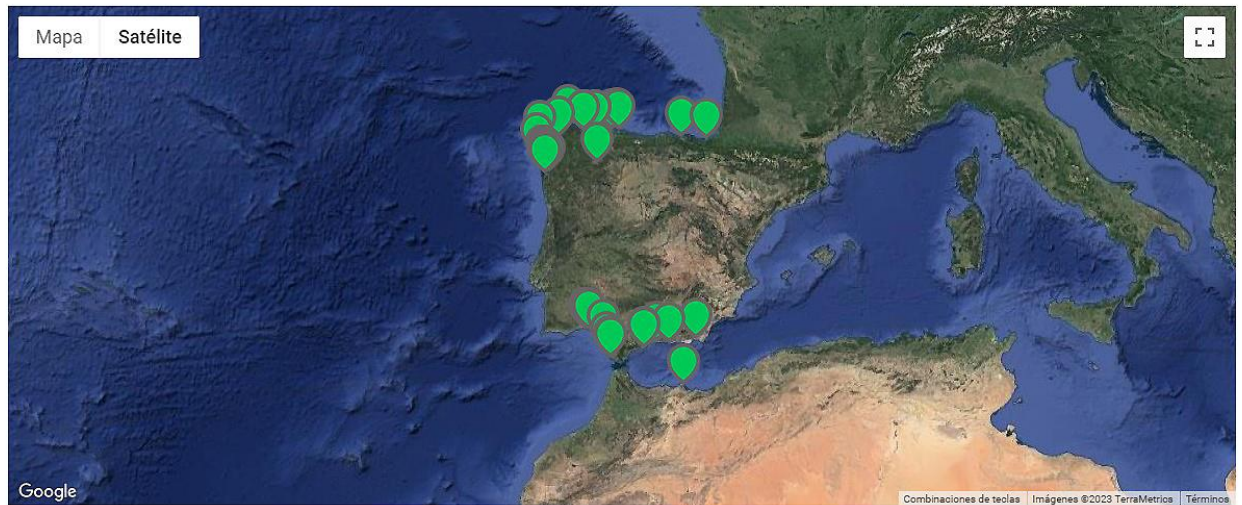 Mapa Satélite
Google
Combinaciones de teclas Imágenes ©2023 TerraMetrics Términos